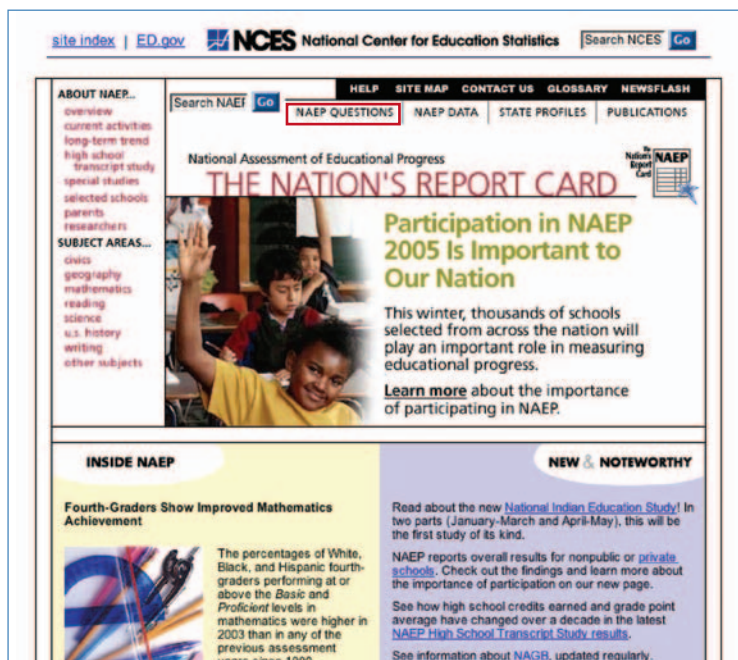 site index | ED.gov NCES National Center for Education Statistics Search NCES Go
ABOUT NAEP...
overview
current activities
long-term trend
high school
transcript study
special studies
selected schools
parents
researchers
SUBJECT AREAS...
civics
geography
mathematics
reading
science
u.s. history
writing
other subjects
HELP SITE MAP CONTACT US GLOSSARY NEWSFLASH
Search NAEF Go
NAEP QUESTIONS NAEP DATA STATE PROFILES PUBLICATIONS
National Assessment of Educational Progress
THE NATION'S REPORT CARD
The
Nation's
Report
Card
NAEP
Participation in NAEP
2005 Is Important to
Our Nation
This winter, thousands of schools
selected from across the nation will
play an important role in measuring
educational progress.
Learn more about the importance
of participating in NAEP.
INSIDE NAEP
Fourth-Graders Show Improved Mathematics
Achievement
The percentages of White,
Black, and Hispanic fourth-
graders performing at or
above the Basic and
Proficient levels in
mathematics were higher in
2003 than in any of the
previous assessment
NEW & NOTEWORTHY
Read about the new National Indian Education Study! In
two parts (January-March and April-May), this will be
the first study of its kind.
NAEP reports overall results for nonpublic or private
schools. Check out the findings and learn more about
the importance of participation on our new page.
See how high school credits earned and grade point
average have changed over a decade in the latest
NAEP High School Transcript Study results.
See information about NAGB, updated regularly.